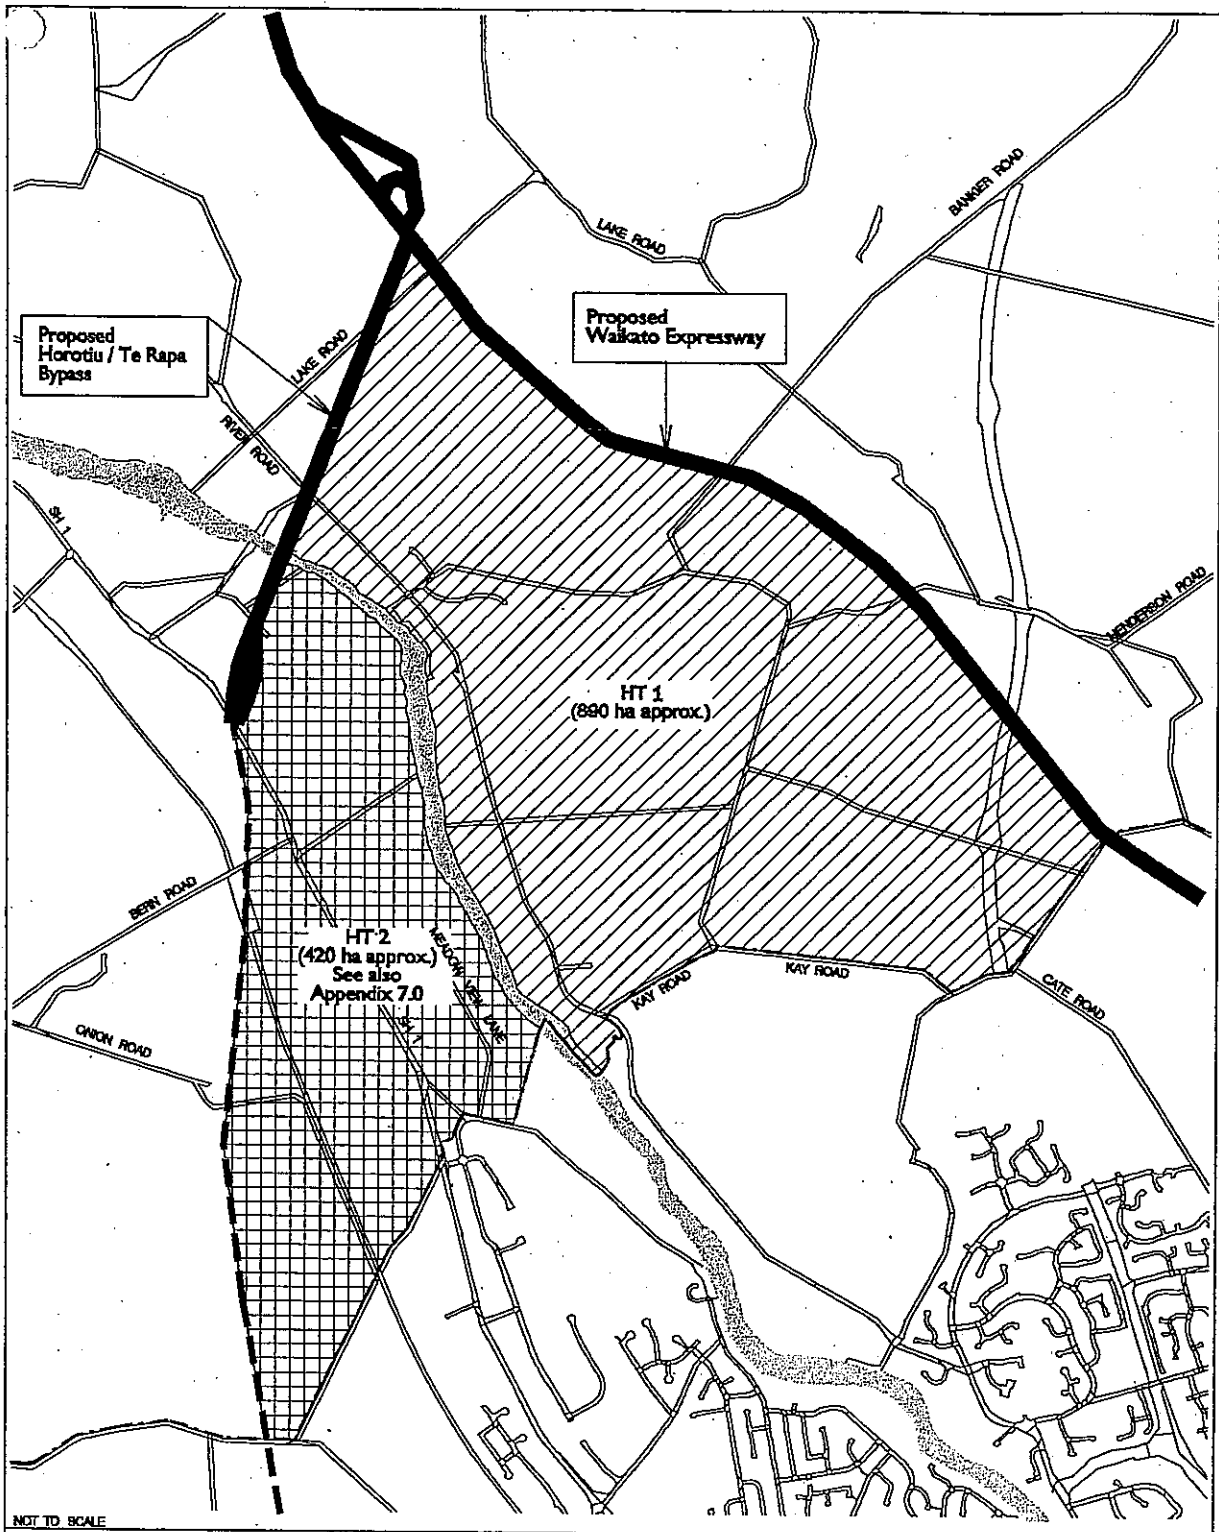 BANKIER ROAD
LAKE ROAD
Proposed
Waikato Expressway
Proposed
Horotiu / Te Rapa
Bypass
LAKE ROAD
RIVER ROAD
SH 1
HENDERSON ROAD
HT 1
(890 ha approx.)
BERN ROAD
HT 2
(420 ha approx.)
See also
Appendix 7.0
MEADOW VIEW LANE
KAY ROAD
KAY ROAD
CATE ROAD
ONION ROAD
SH 1
NOT TO SCALE